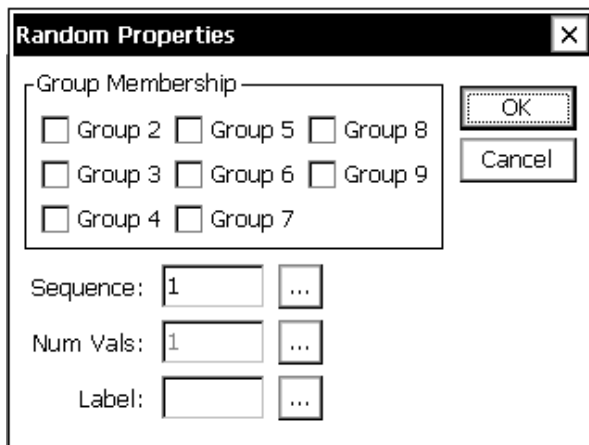 Random Properties
Group Membership
Group 2 Group 5 Group 8
Group 3 Group 6 Group 9
Group 4 Group 7
OK
Cancel
Sequence: 1 ...
Num Vals: 1 ...
Label: ...